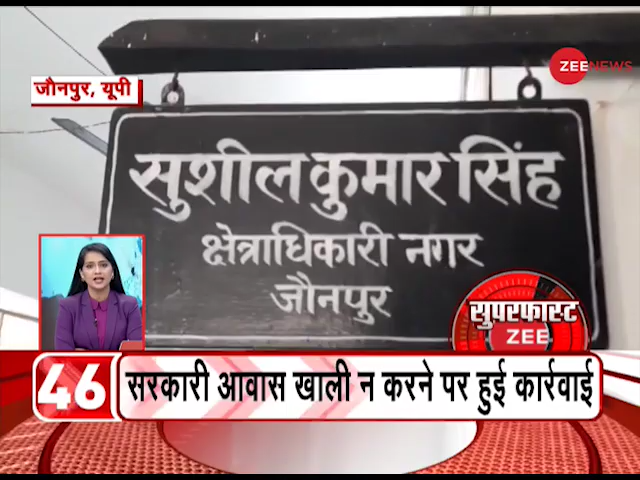 ZEE NEWS
जौनपुर, यूपी
सुशील कुमार सिंह
क्षेत्राधिकारी नगर
जौनपुर
सुपरफास्ट
ZEE
46
सरकारी आवास खाली न करने पर हुई कार्रवाई